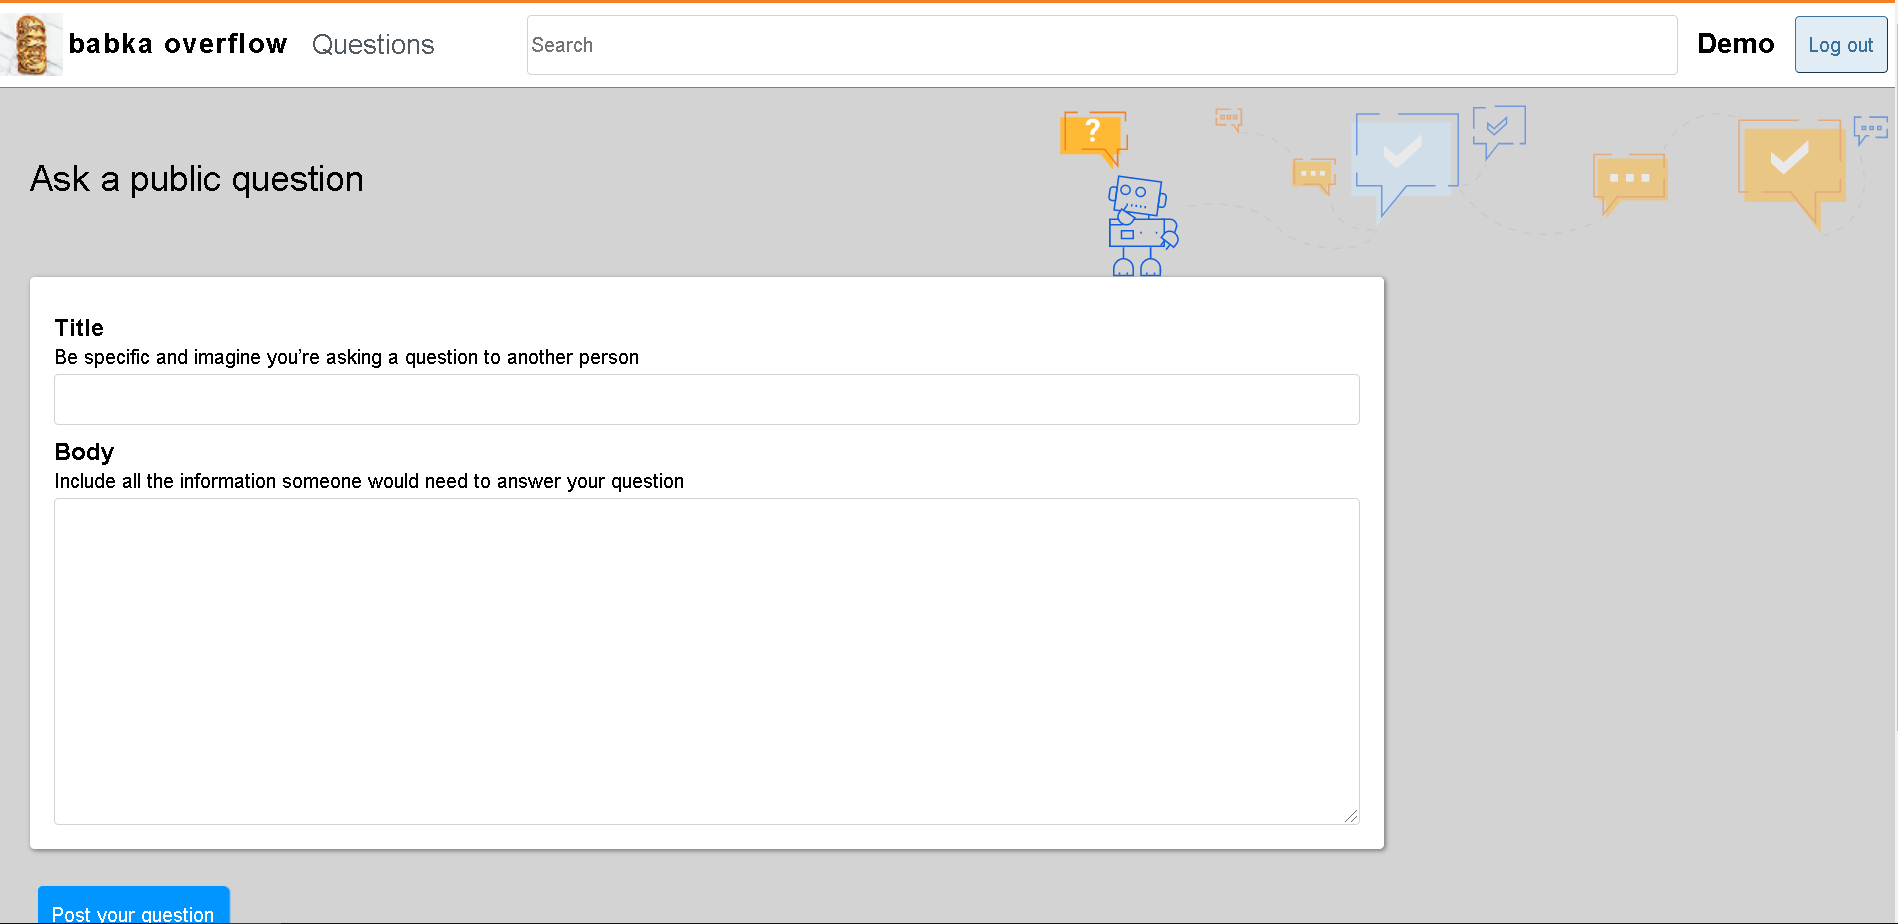 babka overflow Questions Search Demo Log out
?
Ask a public question
Title
Be specific and imagine you’re asking a question to another person
Body
Include all the information someone would need to answer your question
Post your question